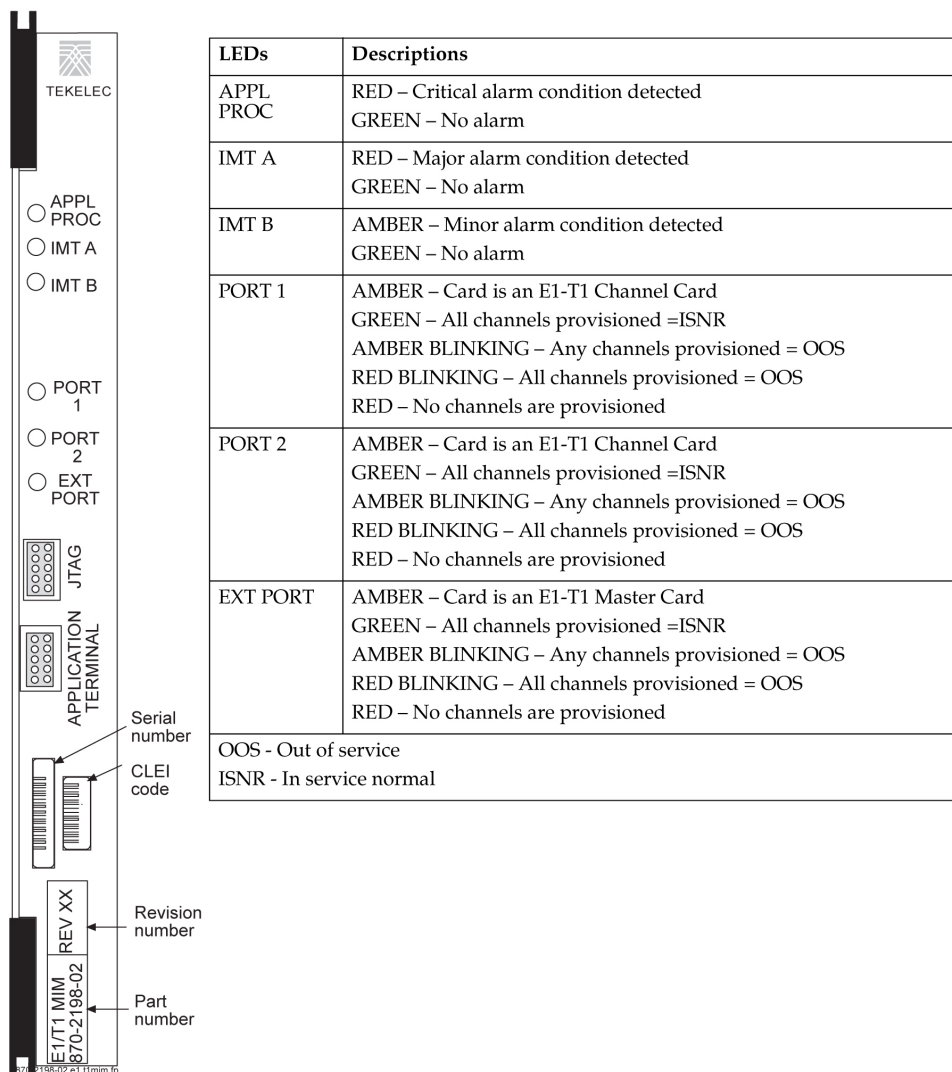 TEKELEC
APPL
PROC
IMT A
IMT B
PORT
1
PORT
2
EXT
PORT
JTAG
APPLICATION
TERMINAL
Serial
number
CLEI
code
REV XX
Revision
number
E1/T1 MIM
870-2198-02
Part
number
870-2198-02 e1 t1mim fp
LEDs Descriptions
APPL
PROC
RED – Critical alarm condition detected
GREEN – No alarm
IMT A RED – Major alarm condition detected
GREEN – No alarm
IMT B AMBER – Minor alarm condition detected
GREEN – No alarm
PORT 1 AMBER – Card is an E1-T1 Channel Card
GREEN – All channels provisioned =ISNR
AMBER BLINKING – Any channels provisioned = OOS
RED BLINKING – All channels provisioned = OOS
RED – No channels are provisioned
PORT 2 AMBER – Card is an E1-T1 Channel Card
GREEN – All channels provisioned =ISNR
AMBER BLINKING – Any channels provisioned = OOS
RED BLINKING – All channels provisioned = OOS
RED – No channels are provisioned
EXT PORT AMBER – Card is an E1-T1 Master Card
GREEN – All channels provisioned =ISNR
AMBER BLINKING – Any channels provisioned = OOS
RED BLINKING – All channels provisioned = OOS
RED – No channels are provisioned
OOS - Out of service
ISNR - In service normal